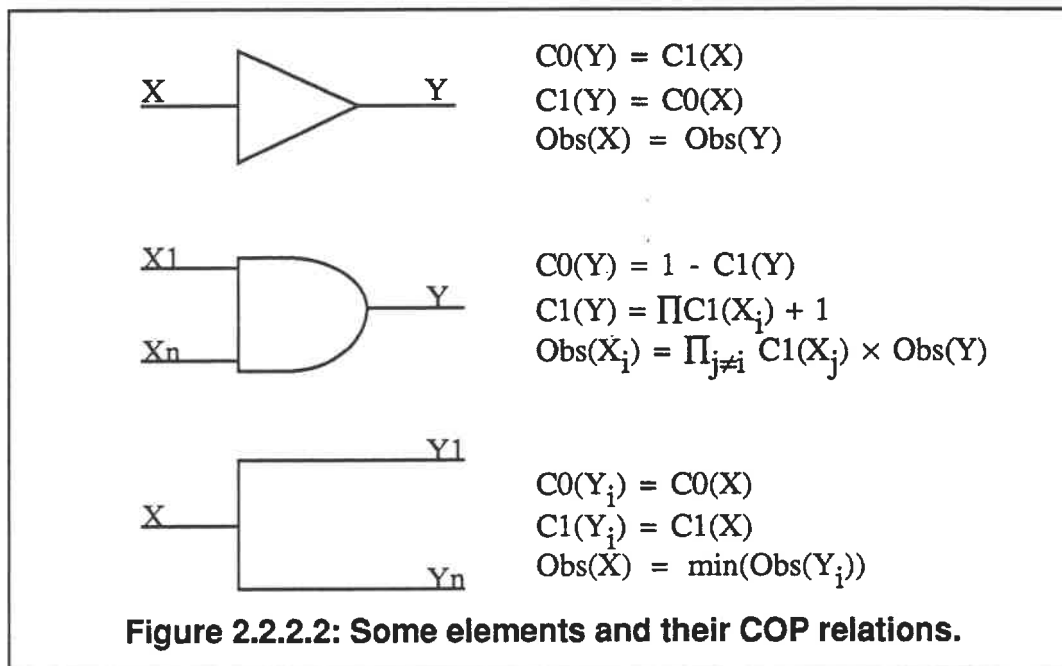 X
Y
C0(Y) = C1(X)
C1(Y) = C0(X)
Obs(X) = Obs(Y)
X1
Xn
Y
C0(Y) = 1 - C1(Y)
C1(Y) = ∏C1(Xi) + 1
Obs(Xi) = ∏j≠i C1(Xj) × Obs(Y)
X
Y1
Yn
C0(Yi) = C0(X)
C1(Yi) = C1(X)
Obs(X) = min(Obs(Yi))
Figure 2.2.2.2: Some elements and their COP relations.